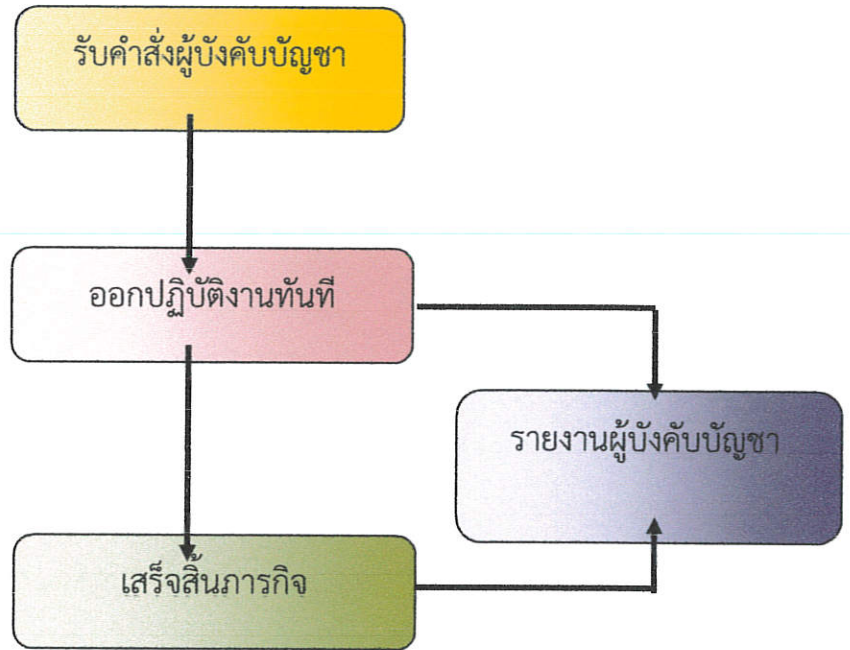 รับคำสั่งผู้บังคับบัญชา
ออกปฏิบัติงานทันที
รายงานผู้บังคับบัญชา
เสร็จสิ้นภารกิจ